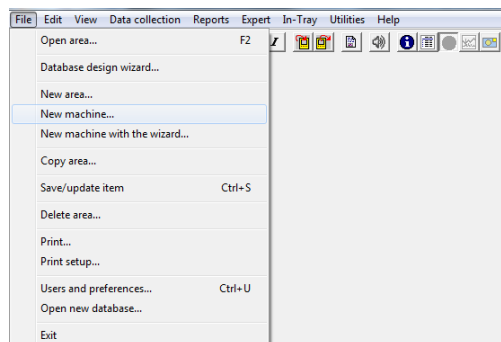 File Edit View Data collection Reports Expert In-Tray Utilities Help
Open area... F2
Database design wizard...
New area...
New machine...
New machine with the wizard...
Copy area...
Save/update item Ctrl+S
Delete area...
Print...
Print setup...
Users and preferences... Ctrl+U
Open new database...
Exit